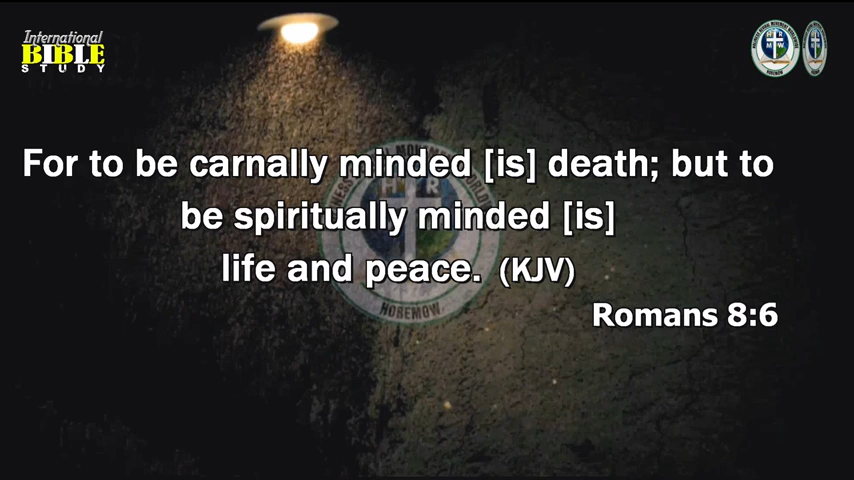 International
BIBLE
STUDY
For to be carnally minded [is] death; but to
be spiritually minded [is]
life and peace. (KJV)
Romans 8:6
HOREMOW